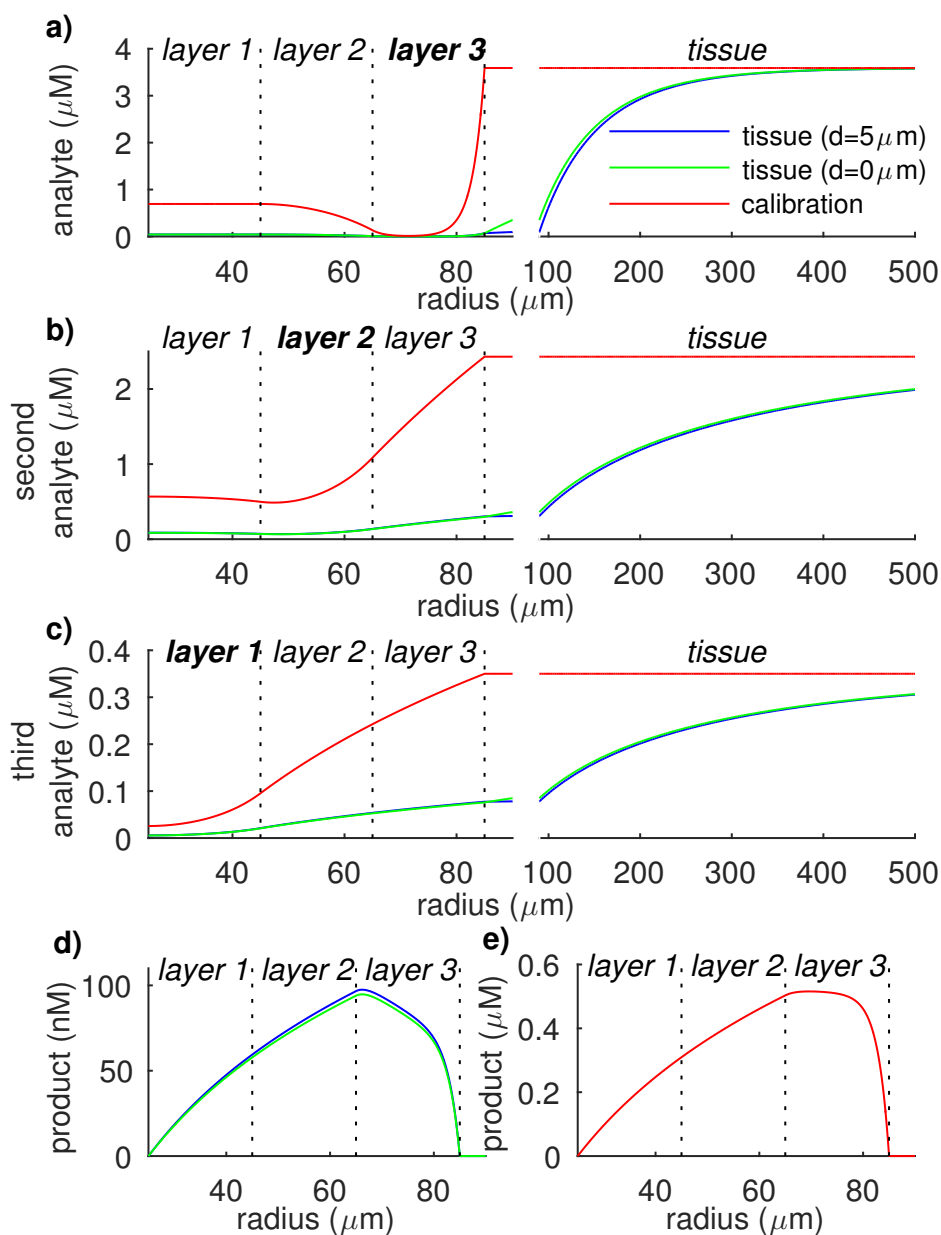 a)
layer 1 layer 2 layer 3 tissue
analyte (μM)
4
3
2
1
0
tissue (d=5μm)
tissue (d=0μm)
calibration
40 60 80 100 200 300 400 500
radius (μm)
b)
layer 1 layer 2 layer 3 tissue
second
analyte (μM)
2
1
0
40 60 80 100 200 300 400 500
radius (μm)
c)
layer 1 layer 2 layer 3 tissue
third
analyte (μM)
0.4
0.3
0.2
0.1
0
40 60 80 100 200 300 400 500
radius (μm)
d)
layer 1 layer 2 layer 3
product (nM)
100
50
0
40 60 80
radius (μm)
e)
layer 1 layer 2 layer 3
product (μM)
0.6
0.4
0.2
0
40 60 80
radius (μm)